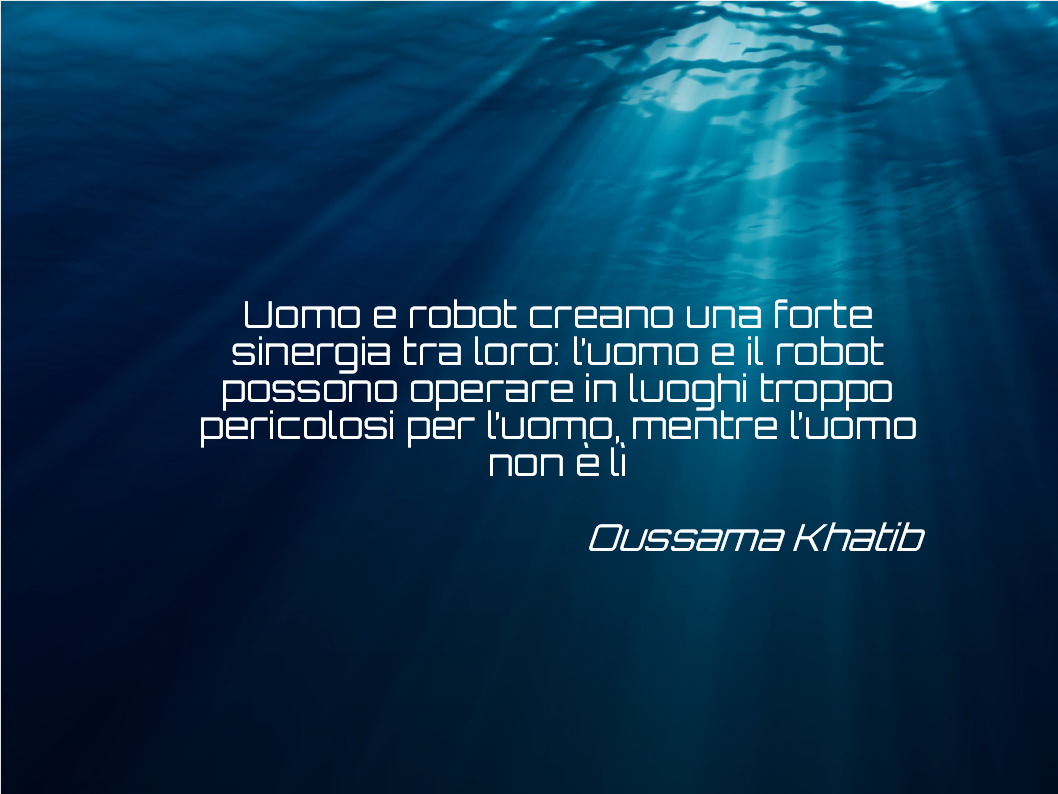 Uomo e robot creano una forte
sinergia tra loro: l'uomo e il robot
possono operare in luoghi troppo
pericolosi per l'uomo, mentre l'uomo
non è lì
Oussama Khatib